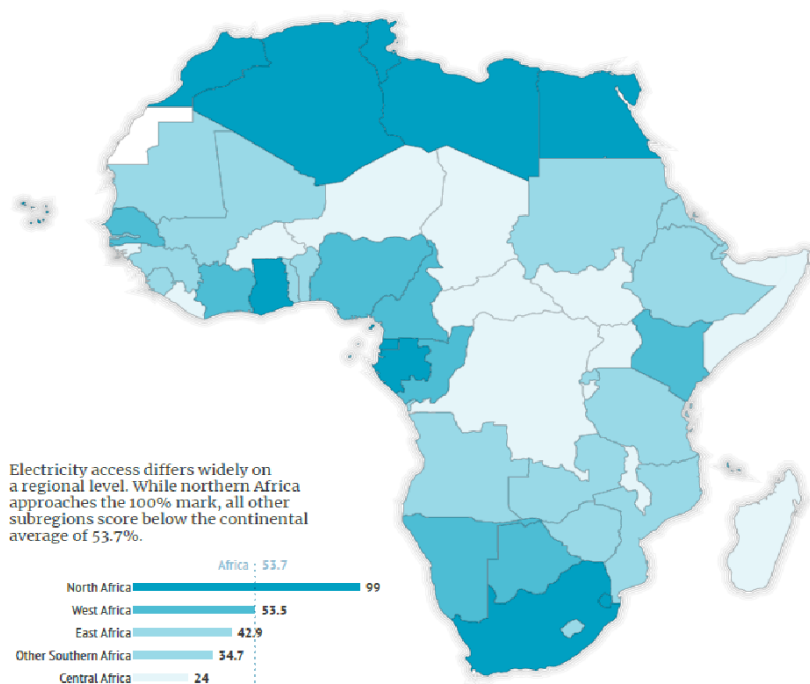 Electricity access differs widely on
a regional level. While northern Africa
approaches the 100% mark, all other
subregions score below the continental
average of 53.7%.
Africa 53.7
North Africa 99
West Africa 53.5
East Africa 42.9
Other Southern Africa 34.7
Central Africa 24